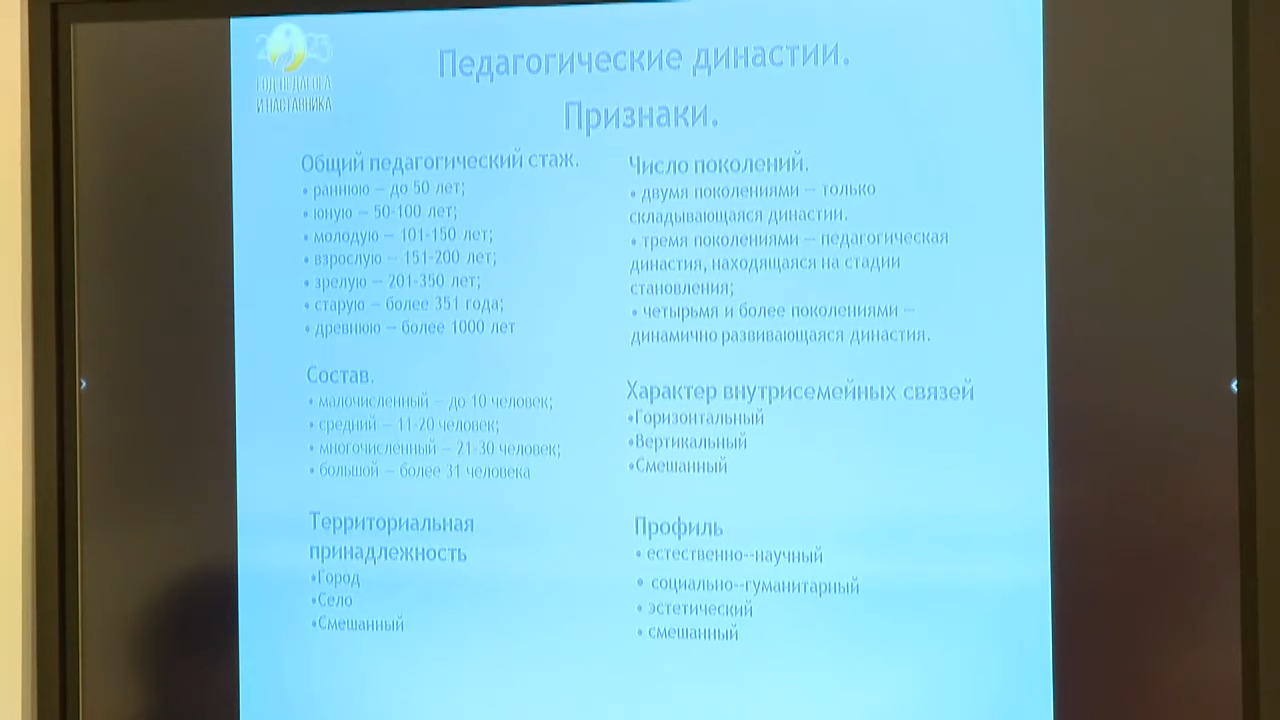 2023
ГОД ПЕДАГОГА
И НАСТАВНИКА
Педагогические династии.
Признаки.
Общий педагогический стаж.
• раннюю – до 50 лет;
• юную – 50-100 лет;
• молодую – 101-150 лет;
• взрослую – 151-200 лет;
• зрелую – 201-350 лет;
• старую – более 351 года;
• древнюю – более 1000 лет
Состав.
• малочисленный – до 10 человек;
• средний – 11-20 человек;
• многочисленный – 21-30 человек;
• большой – более 31 человека
Территориальная
принадлежность
•Город
•Село
•Смешанный
Число поколений.
• двумя поколениями – только
складывающаяся династии.
• тремя поколениями – педагогическая
династия, находящаяся на стадии
становления;
• четырьмя и более поколениями –
динамично развивающаяся династия.
Характер внутрисемейных связей
•Горизонтальный
•Вертикальный
•Смешанный
Профиль
• естественно--научный
• социально--гуманитарный
• эстетический
• смешанный